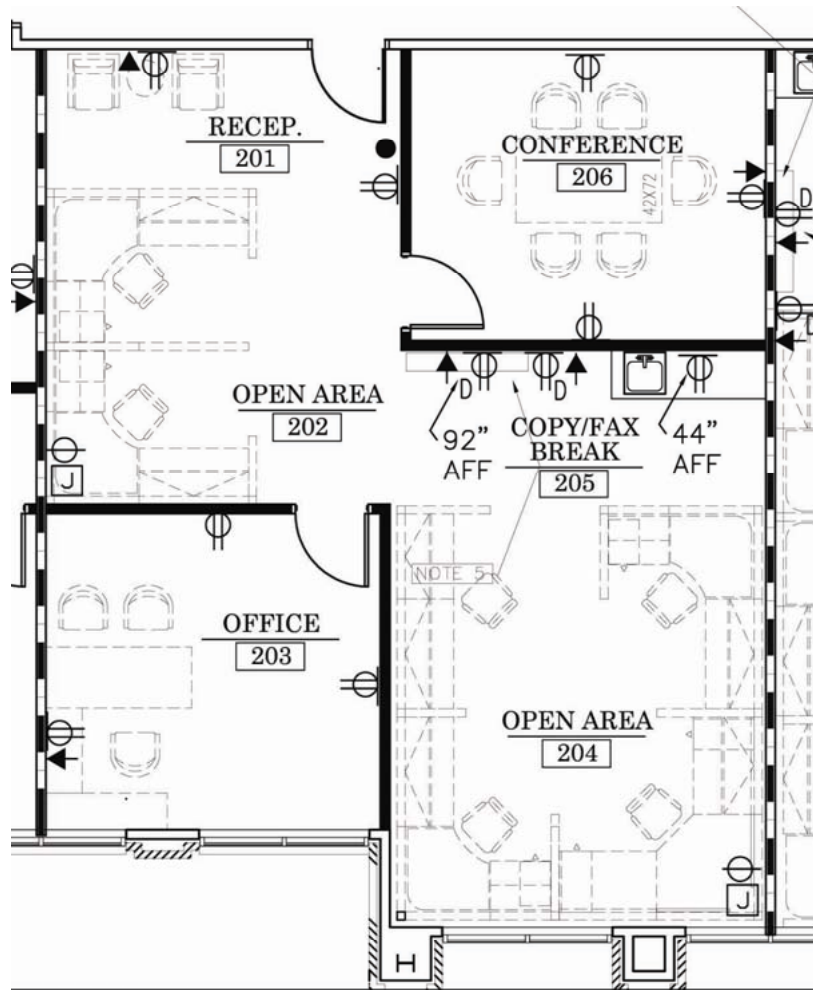 RECEP.
201
CONFERENCE
206
42X72
D
OPEN AREA
202
D
D
92"
AFF
COPY/FAX
BREAK
205
44"
AFF
J
NOTE 5
OFFICE
203
OPEN AREA
204
J
H